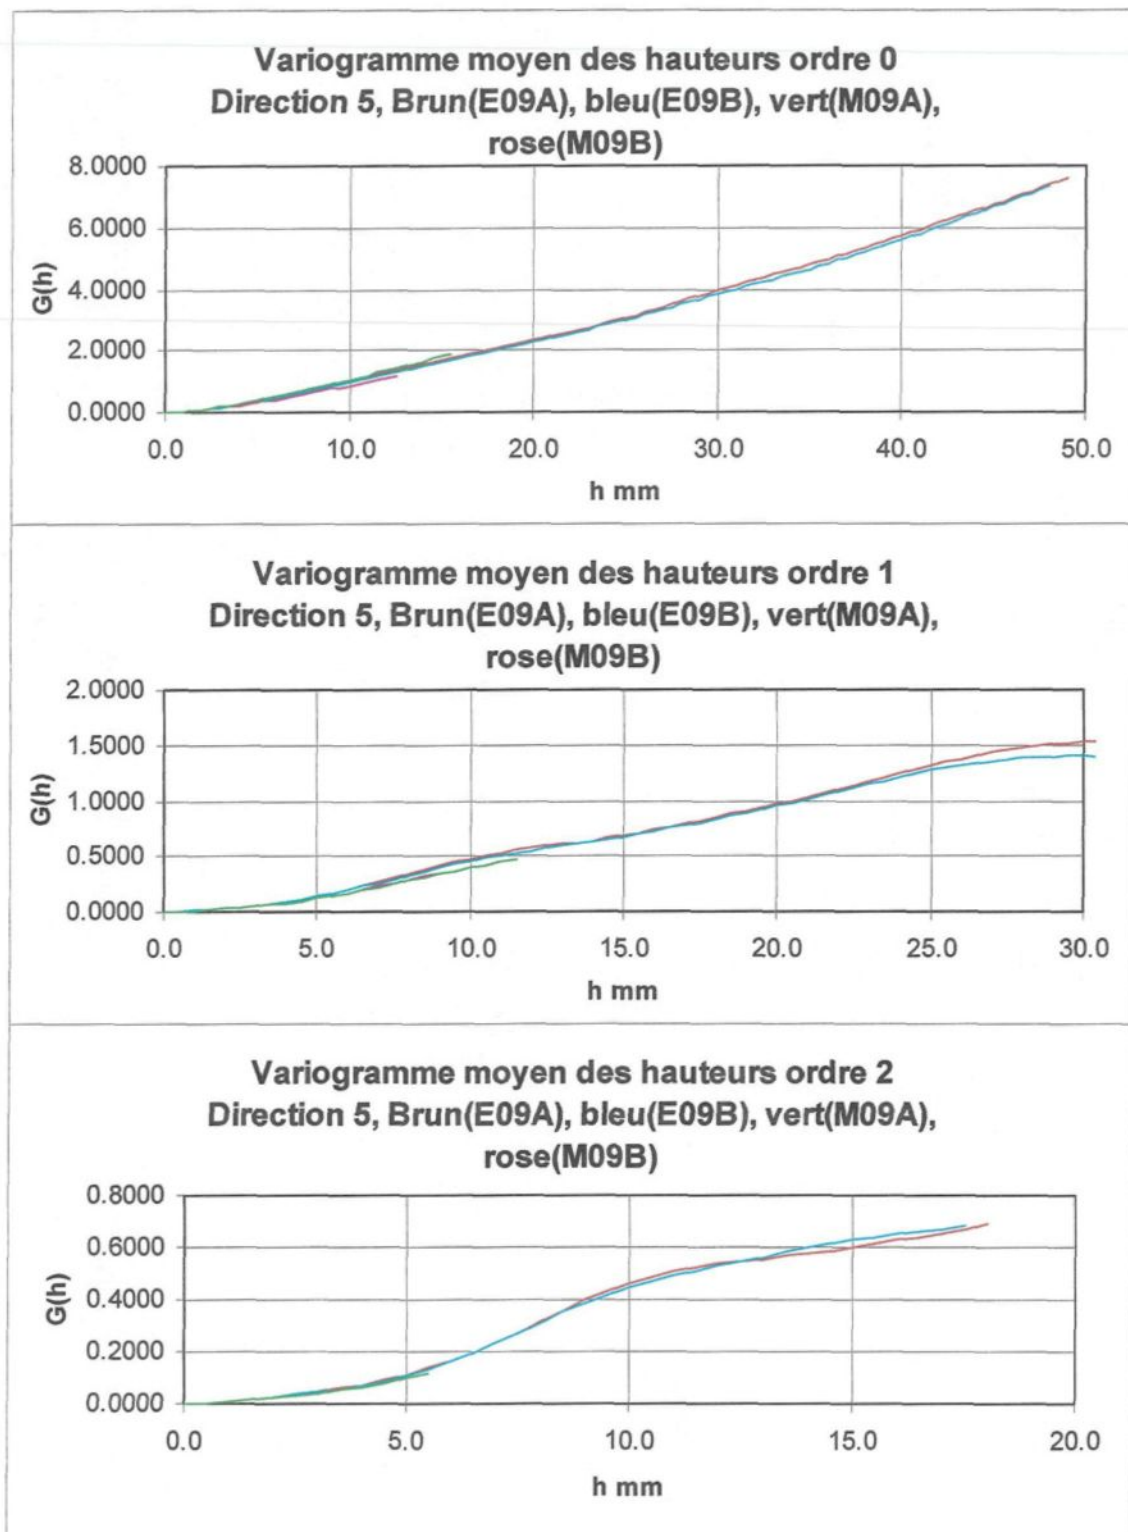 Variogramme moyen des hauteurs ordre 0
Direction 5, Brun(E09A), bleu(E09B), vert(M09A),
rose(M09B)
8.0000
6.0000
4.0000
2.0000
0.0000
G(h)
0.0 10.0 20.0 30.0 40.0 50.0
h mm
Variogramme moyen des hauteurs ordre 1
Direction 5, Brun(E09A), bleu(E09B), vert(M09A),
rose(M09B)
2.0000
1.5000
1.0000
0.5000
0.0000
G(h)
0.0 5.0 10.0 15.0 20.0 25.0 30.0
h mm
Variogramme moyen des hauteurs ordre 2
Direction 5, Brun(E09A), bleu(E09B), vert(M09A),
rose(M09B)
0.8000
0.6000
0.4000
0.2000
0.0000
G(h)
0.0 5.0 10.0 15.0 20.0
h mm